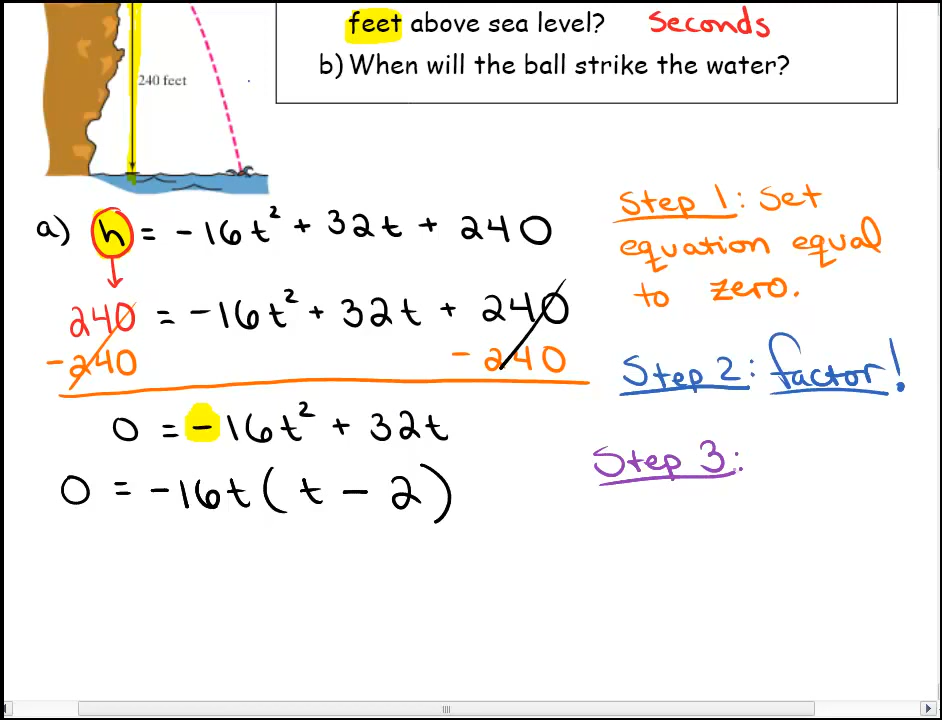 feet above sea level? Seconds
b) When will the ball strike the water?
240 feet
a) h = -16t² + 32t + 240
240 = -16t² + 32t + 240
-240 - 240
0 = -16t² + 32t
0 = -16t(t - 2)
Step 1: Set
equation equal
to zero.
Step 2: factor!
Step 3: